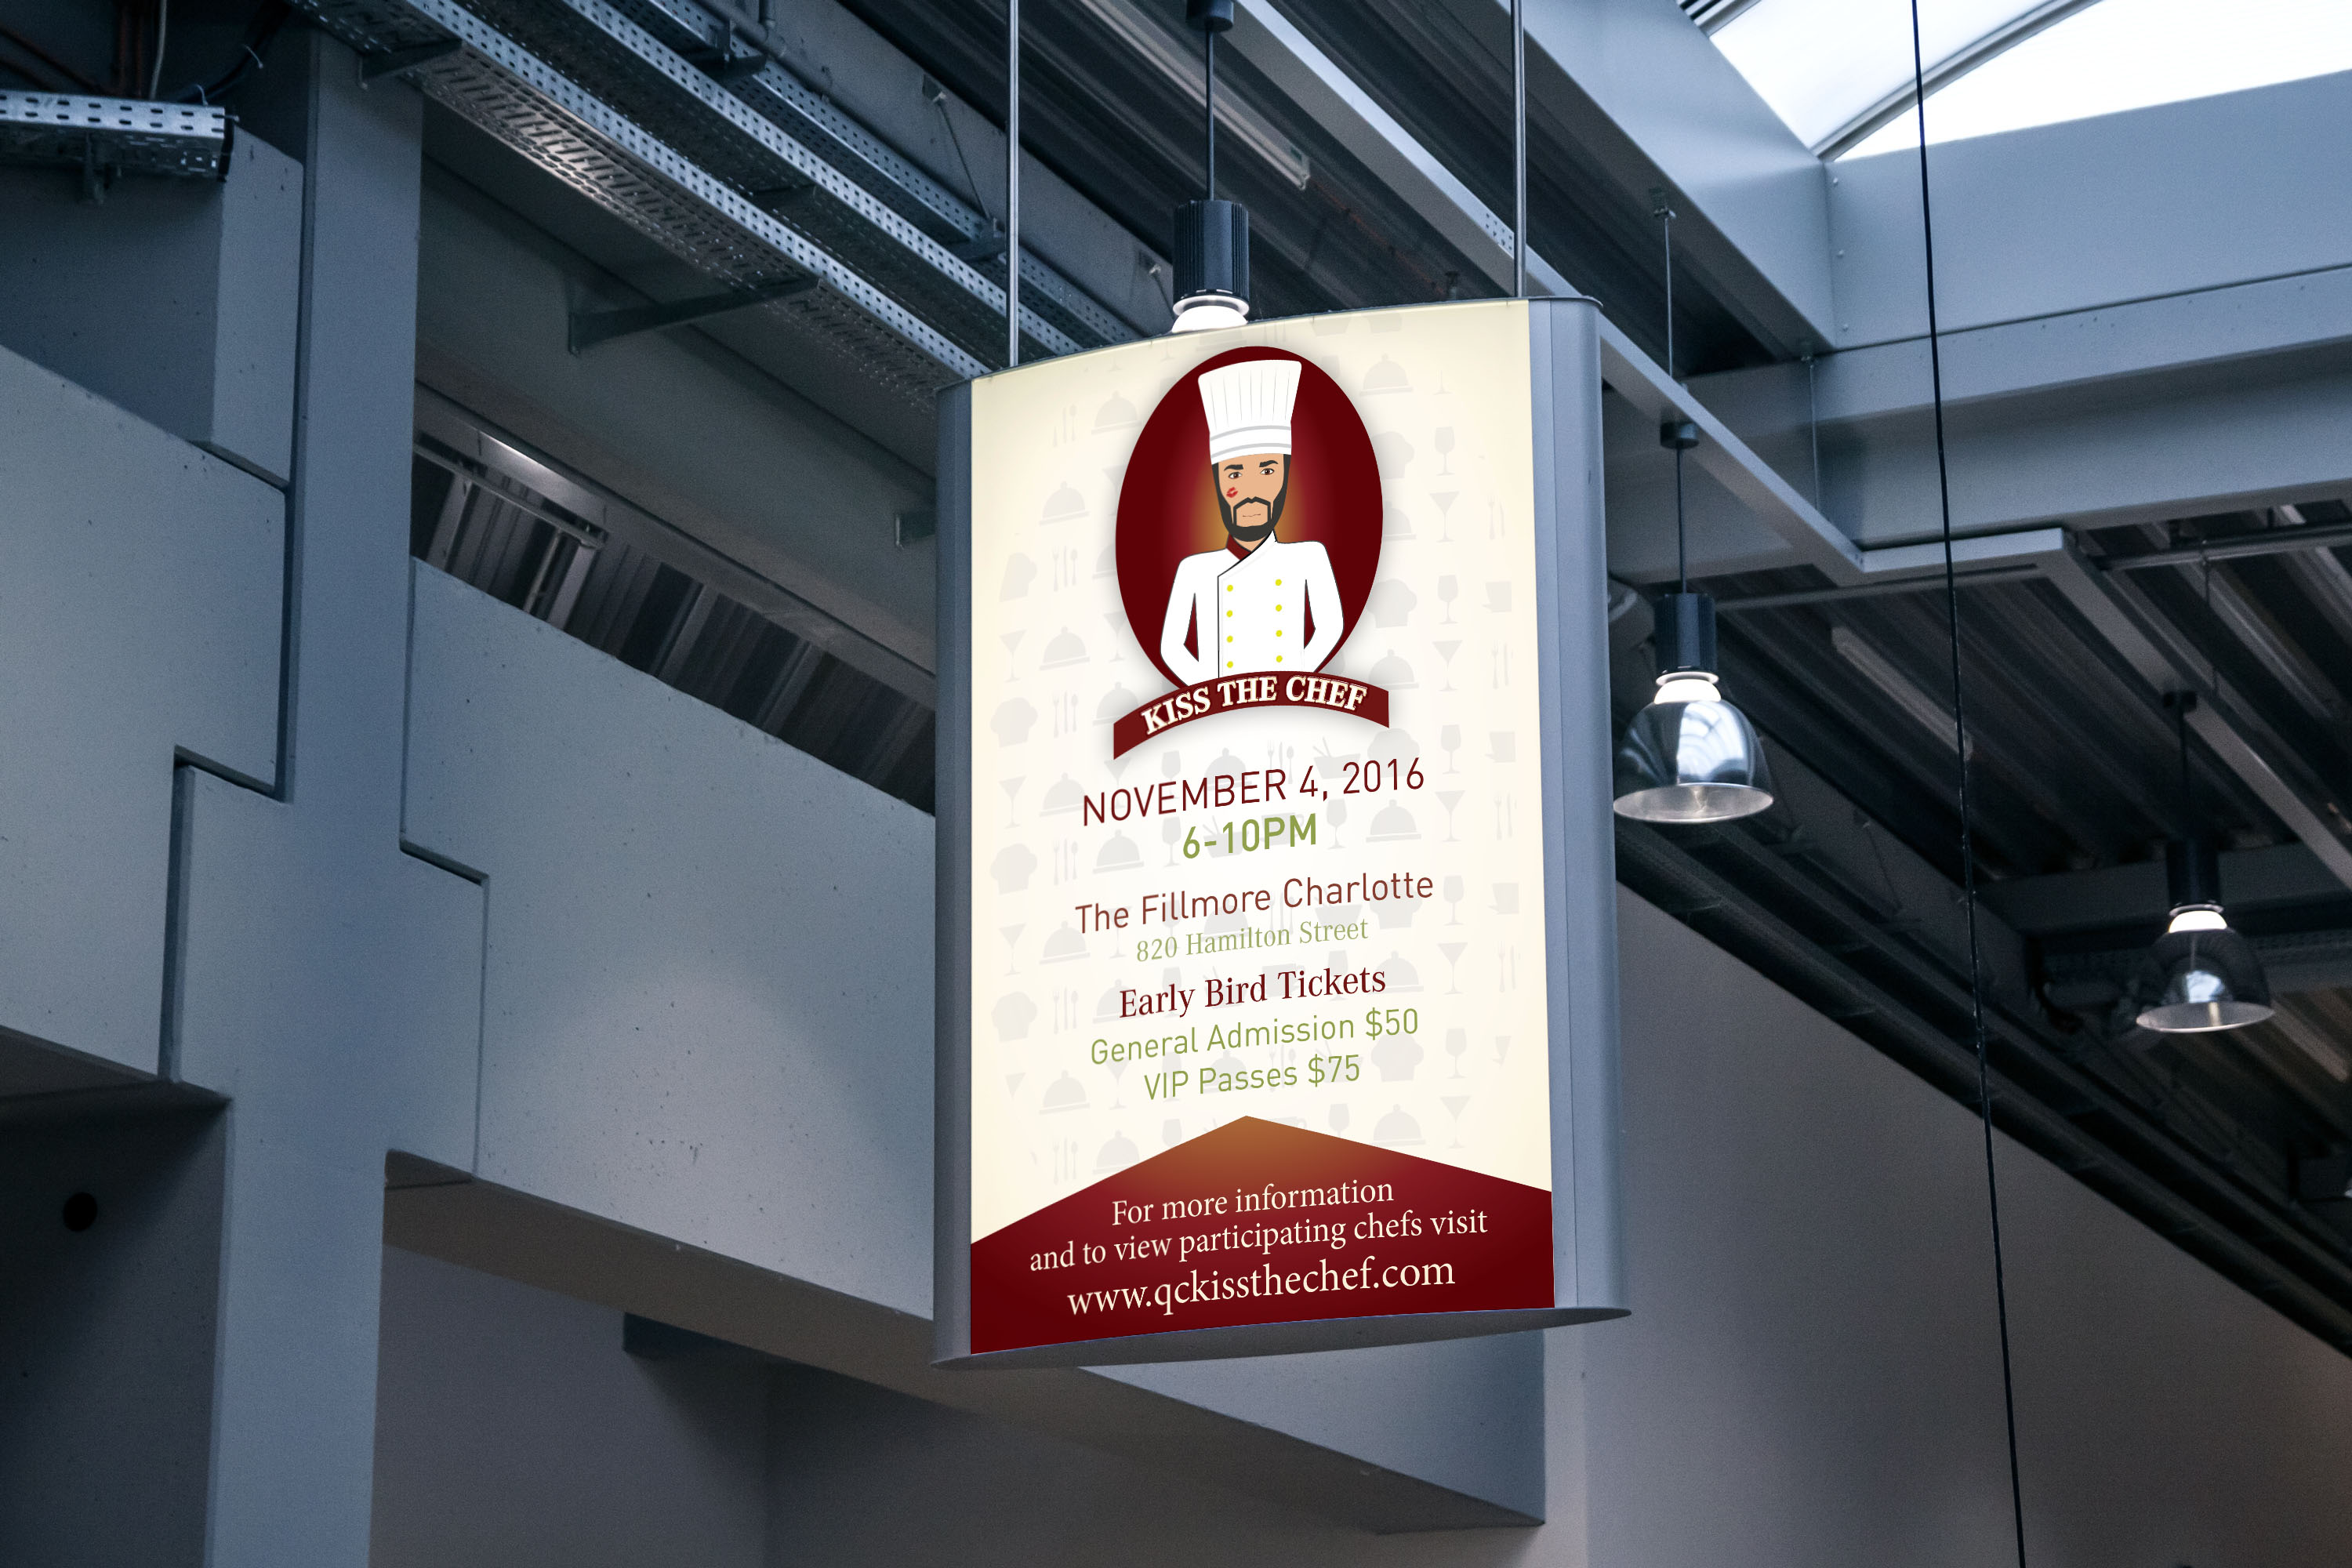 KISS THE CHEF
NOVEMBER 4, 2016
6-10PM
The Fillmore Charlotte
820 Hamilton Street
Early Bird Tickets
General Admission $50
VIP Passes $75
For more information
and to view participating chefs visit
www.qckissthechef.com